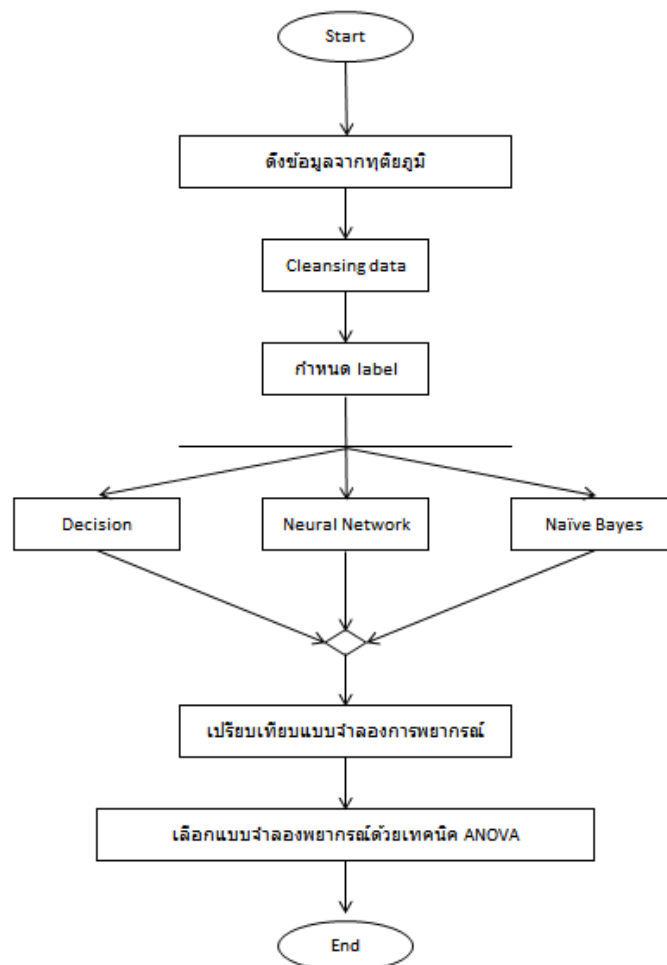 Start
ดึงข้อมูลจากทุติยภูมิ
Cleansing data
กำหนด label
Decision
Neural Network
Naïve Bayes
เปรียบเทียบแบบจำลองการพยากรณ์
เลือกแบบจำลองพยากรณ์ด้วยเทคนิค ANOVA
End